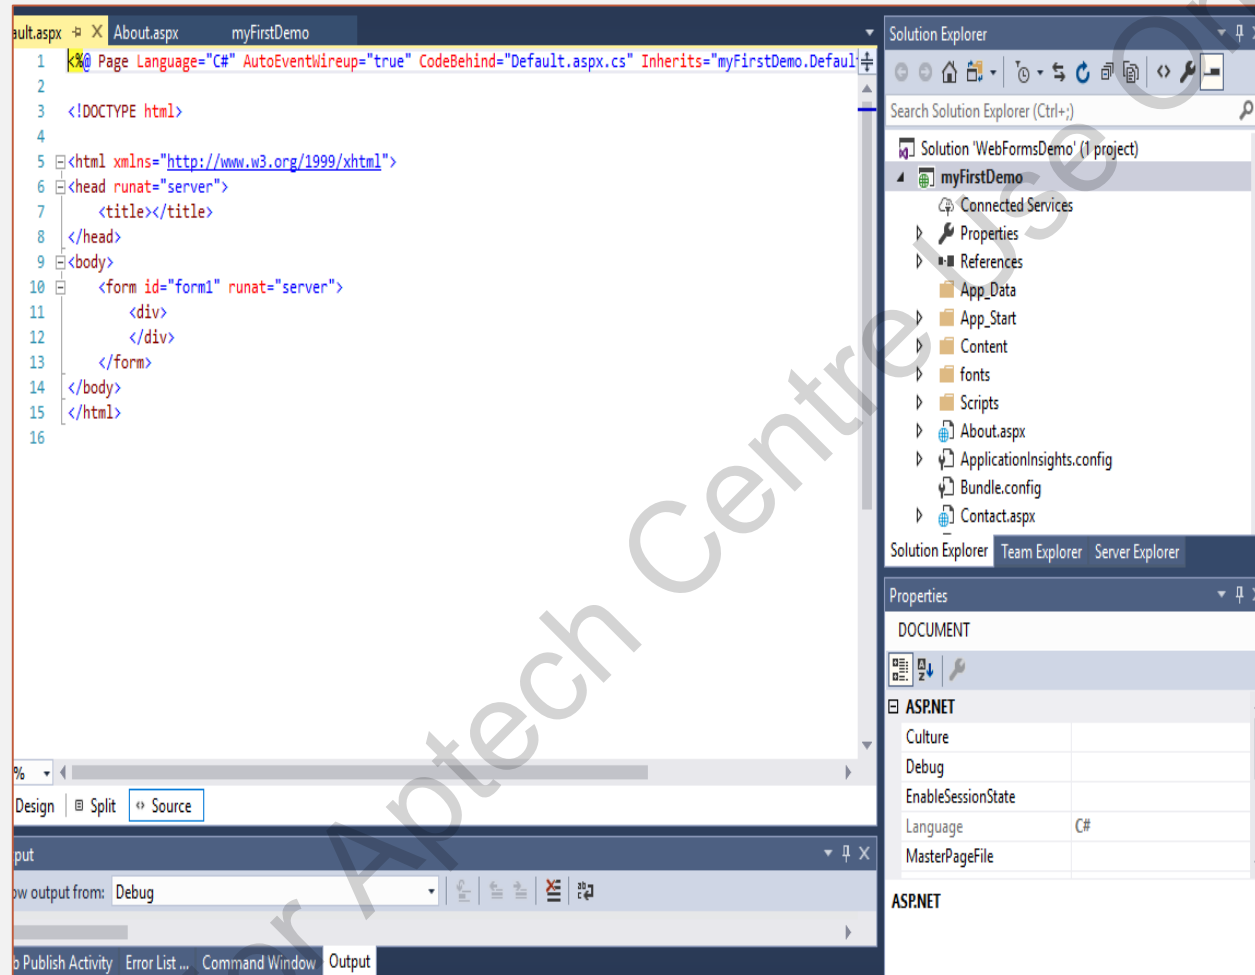 ault.aspx About.aspx myFirstDemo
1 <%@ Page Language="C#" AutoEventWireup="true" CodeBehind="Default.aspx.cs" Inherits="myFirstDemo.Defaul
2
3 <!DOCTYPE html>
4
5 <html xmlns="http://www.w3.org/1999/xhtml">
6 <head runat="server">
7 <title></title>
8 </head>
9 <body>
10 <form id="form1" runat="server">
11 <div>
12 </div>
13 </form>
14 </body>
15 </html>
16
%
Design Split Source
put
ow output from: Debug
b Publish Activity Error List ... Command Window Output
Solution Explorer
Search Solution Explorer (Ctrl+;)
Solution 'WebFormsDemo' (1 project)
myFirstDemo
Connected Services
Properties
References
App_Data
App_Start
Content
fonts
Scripts
About.aspx
ApplicationInsights.config
Bundle.config
Contact.aspx
Solution Explorer Team Explorer Server Explorer
Properties
DOCUMENT
ASP.NET
Culture
Debug
EnableSessionState
Language C#
MasterPageFile
ASP.NET
or Aptech Centre Use On